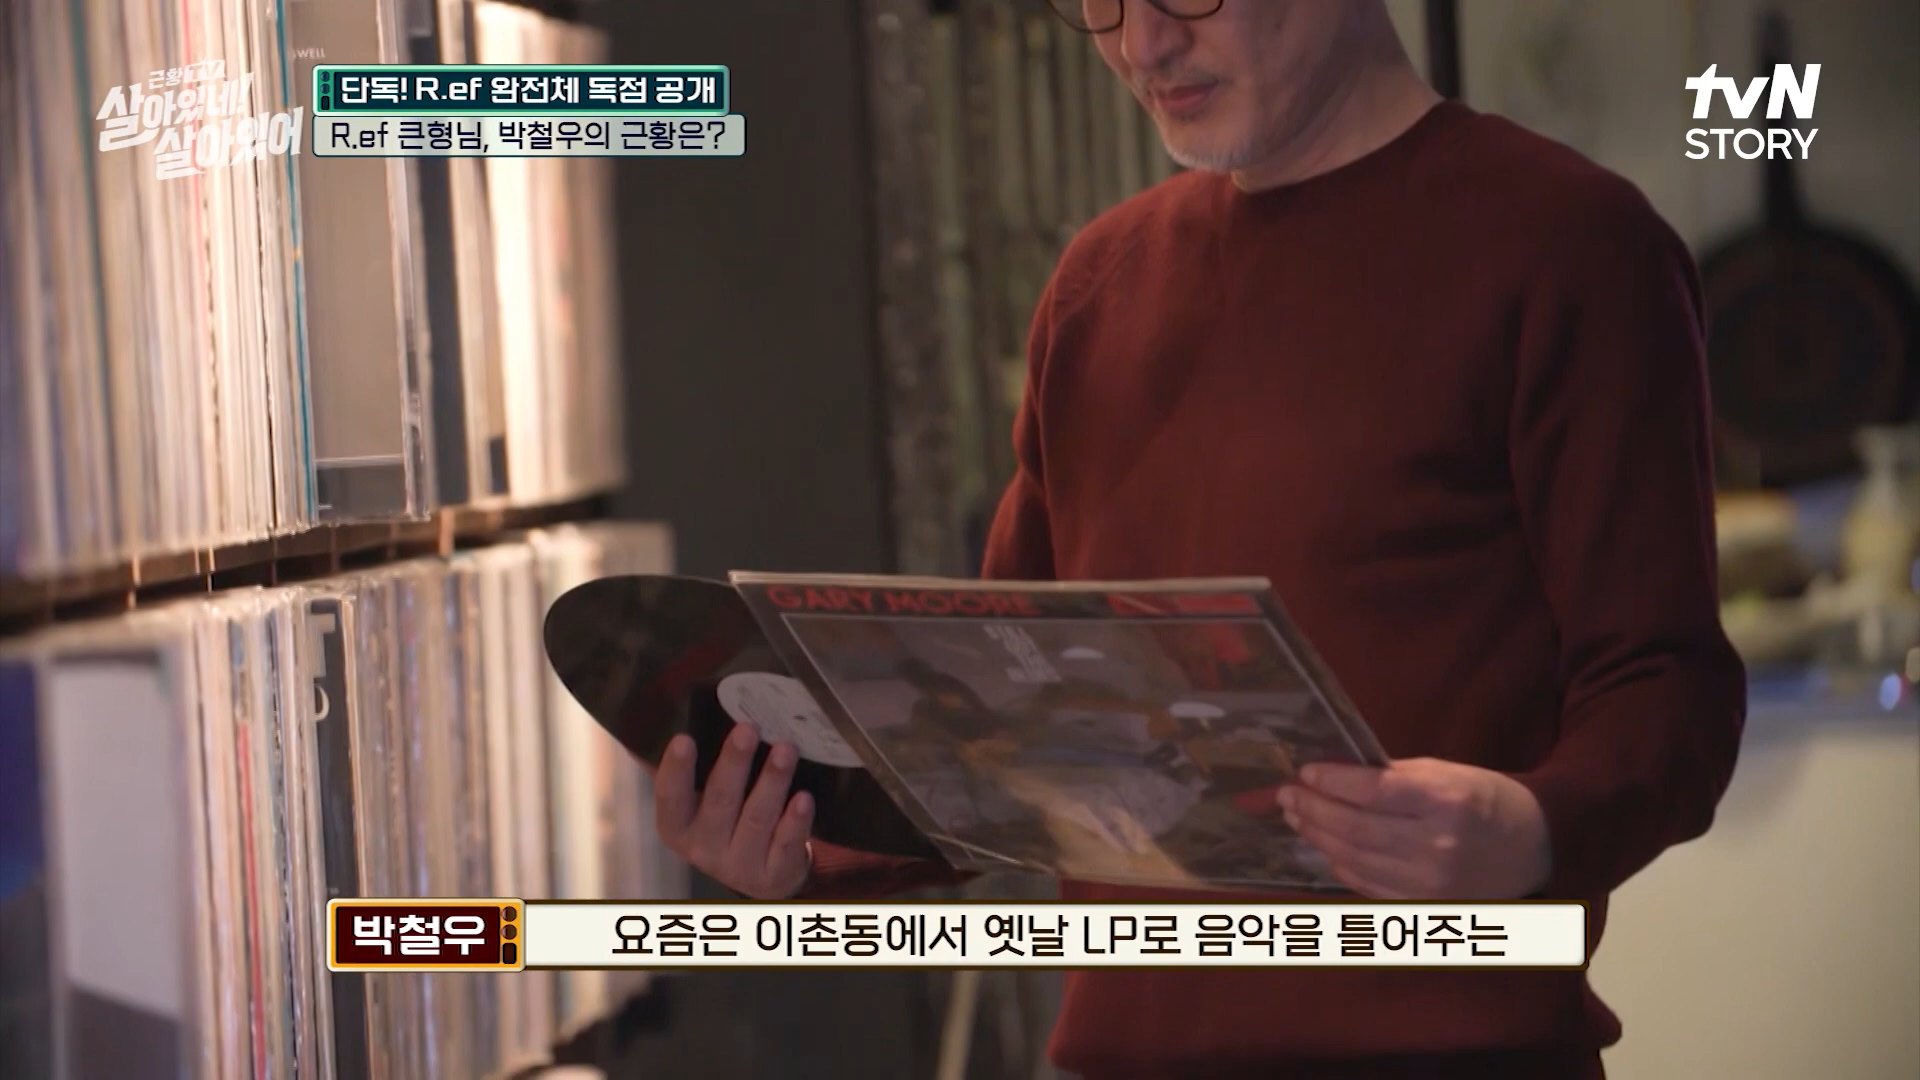 근황TV
살아있네!
살아있어
단독! R.ef 완전체 독점 공개
R.ef 큰형님, 박철우의 근황은?
tvN
STORY
GARY MOORE
박철우 요즘은 이촌동에서 옛날 LP로 음악을 틀어주는